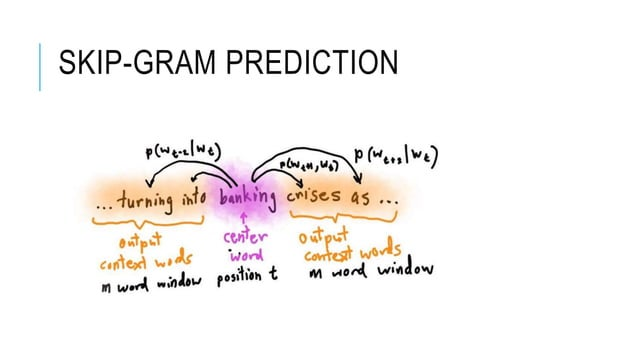 SKIP-GRAM PREDICTION
p(wt-2|wt)
p(wt+1,wt)
p(wt+2|wt)
...turning into banking crises as ...
output
context words
m word window
center
word
position t
output
context words
m word window